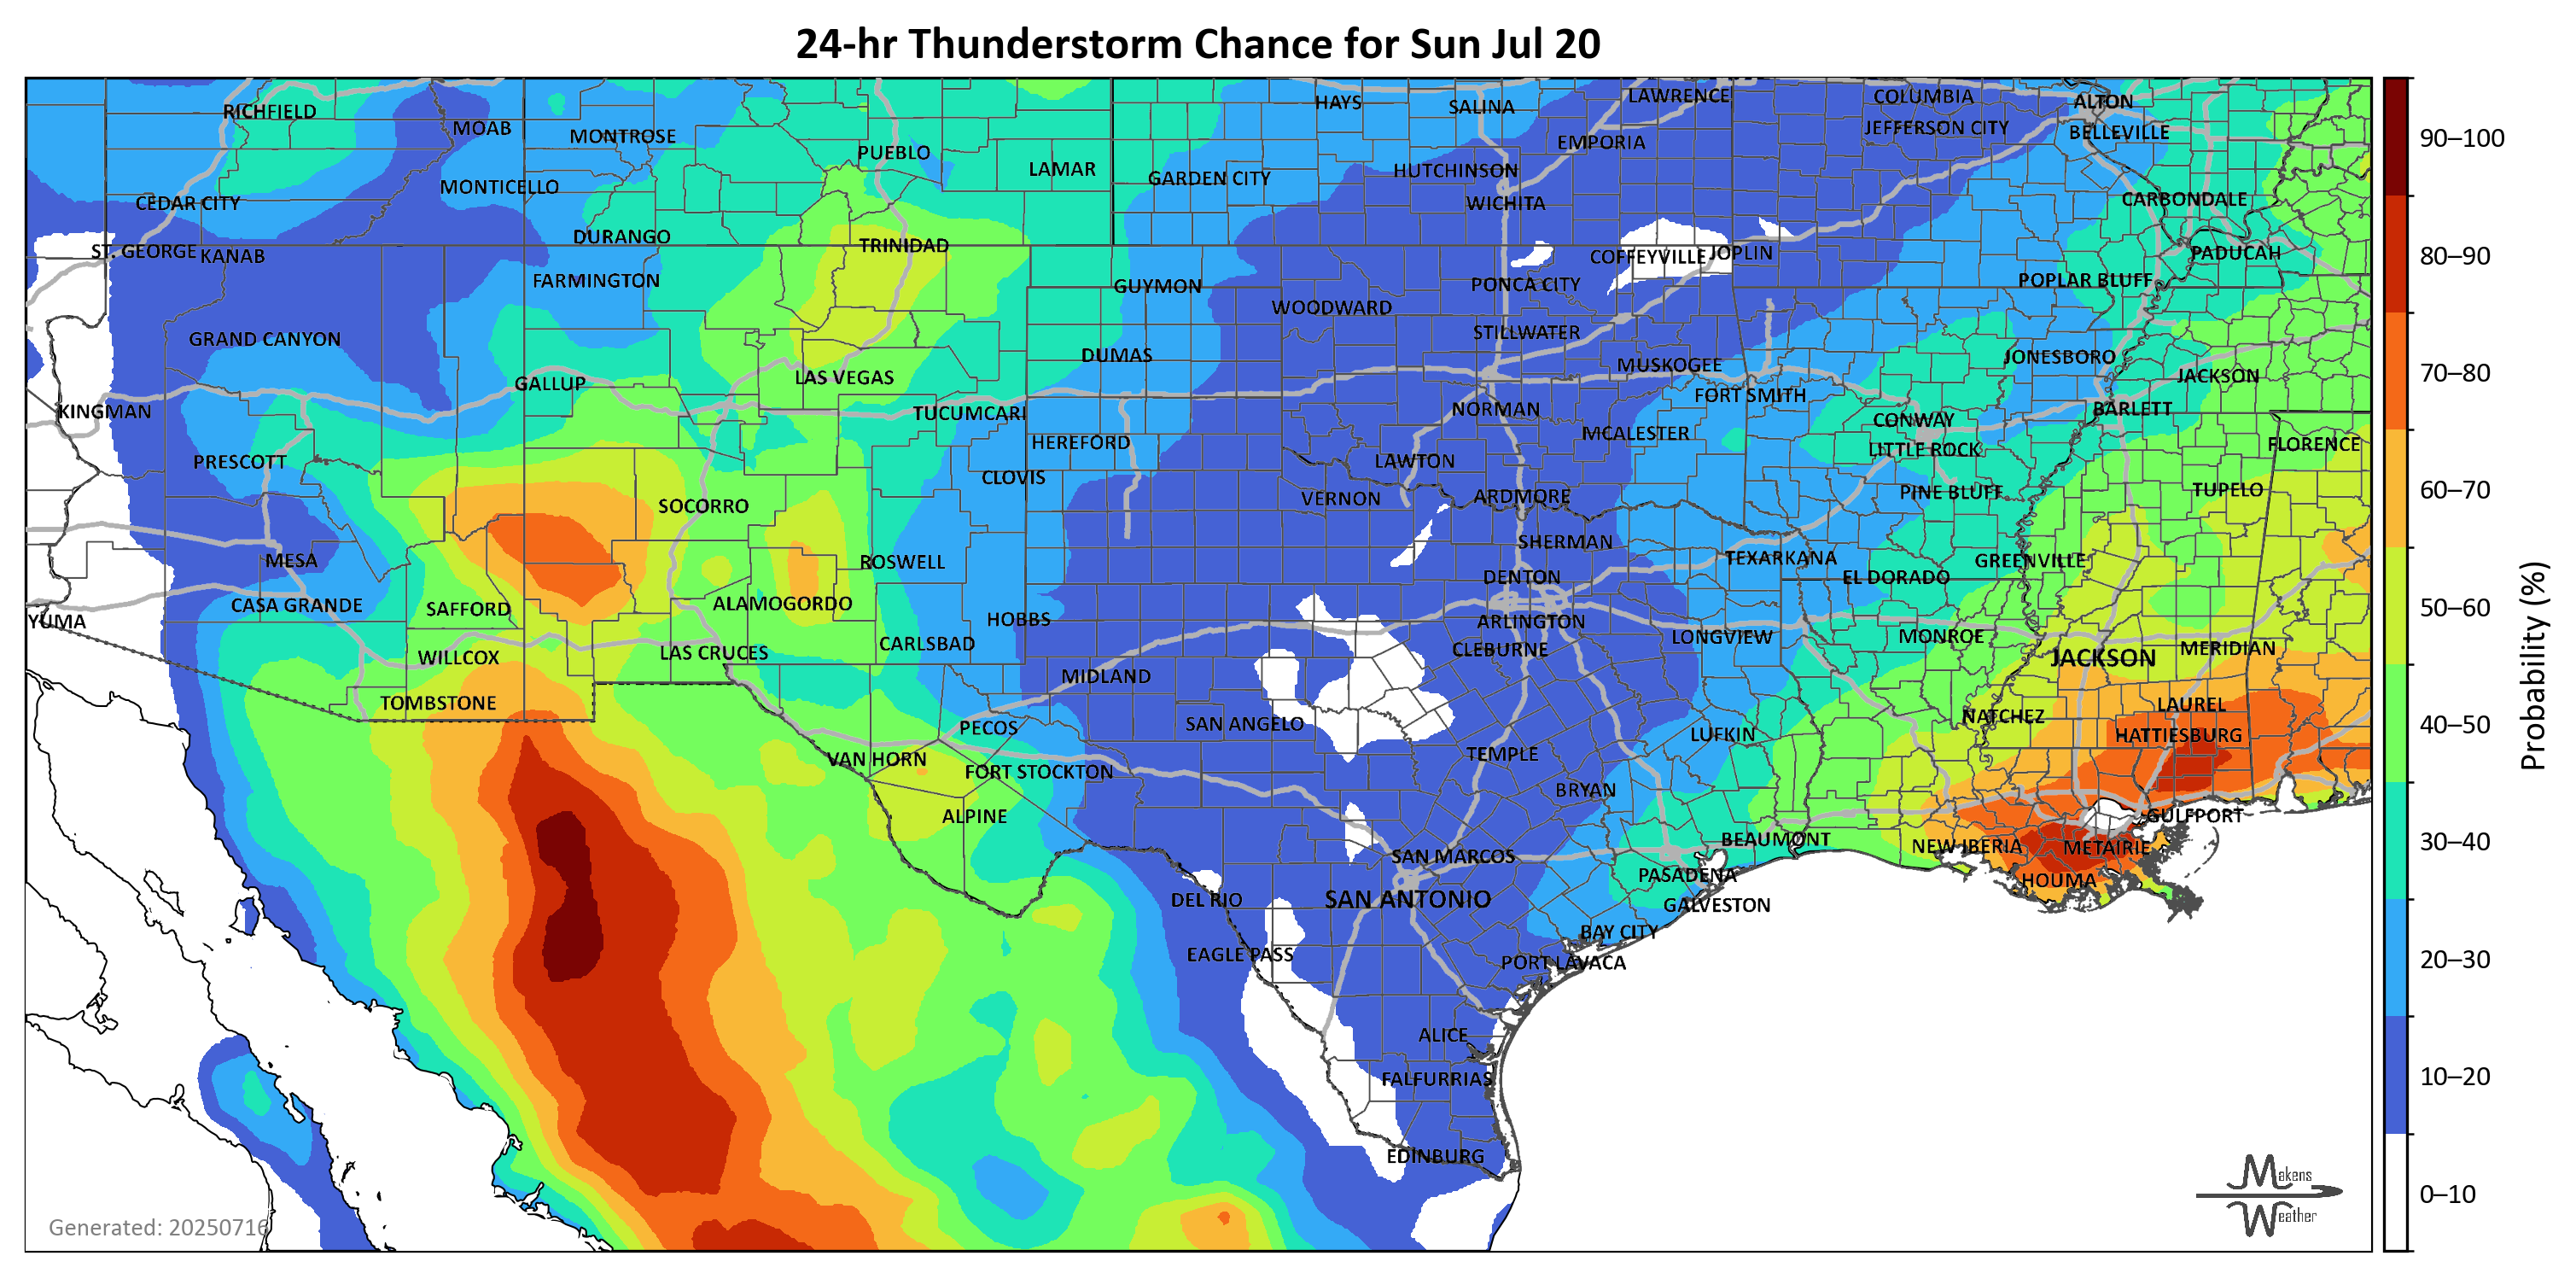 24-hr Thunderstorm Chance for Sun Jul 20
HAYS
SALINA
LAWRENCE
COLUMBIA
ALTON
RICHFIELD
MOAB
MONTROSE
PUEBLO
EMPORIA
JEFFERSON CITY
BELLEVILLE
LAMAR
GARDEN CITY
HUTCHINSON
MONTICELLO
CEDAR CITY
WICHITA
CARBONDALE
DURANGO
TRINIDAD
ST. GEORGE
KANAB
COFFEYVILLE
JOPLIN
PADUCAH
FARMINGTON
GUYMON
PONCA CITY
POPLAR BLUFF
WOODWARD
GRAND CANYON
STILLWATER
DUMAS
MUSKOGEE
JONESBORO
GALLUP
LAS VEGAS
JACKSON
FORT SMITH
KINGMAN
TUCUMCARI
NORMAN
BARLETT
CONWAY
HEREFORD
MCALESTER
LITTLE ROCK
FLORENCE
PRESCOTT
CLOVIS
LAWTON
PINE BLUFF
TUPELO
SOCORRO
VERNON
ARDMORE
MESA
ROSWELL
SHERMAN
TEXARKANA
GREENVILLE
DENTON
EL DORADO
CASA GRANDE
SAFFORD
ALAMOGORDO
YUMA
HOBBS
ARLINGTON
CARLSBAD
CLEBURNE
LONGVIEW
MONROE
WILLCOX
LAS CRUCES
JACKSON
MERIDIAN
MIDLAND
TOMBSTONE
SAN ANGELO
PECOS
NATCHEZ
LAUREL
LUFKIN
HATTIESBURG
VAN HORN
FORT STOCKTON
TEMPLE
BRYAN
ALPINE
GULFPORT
BEAUMONT
NEW IBERIA
METAIRIE
SAN MARCOS
PASADENA
HOUMA
DEL RIO
SAN ANTONIO
GALVESTON
BAY CITY
EAGLE PASS
PORT LAVACA
ALICE
FALFURRIAS
EDINBURG
Generated: 20250716
Makens
Weather
90–100
80–90
70–80
60–70
50–60
40–50
30–40
20–30
10–20
0–10
Probability (%)